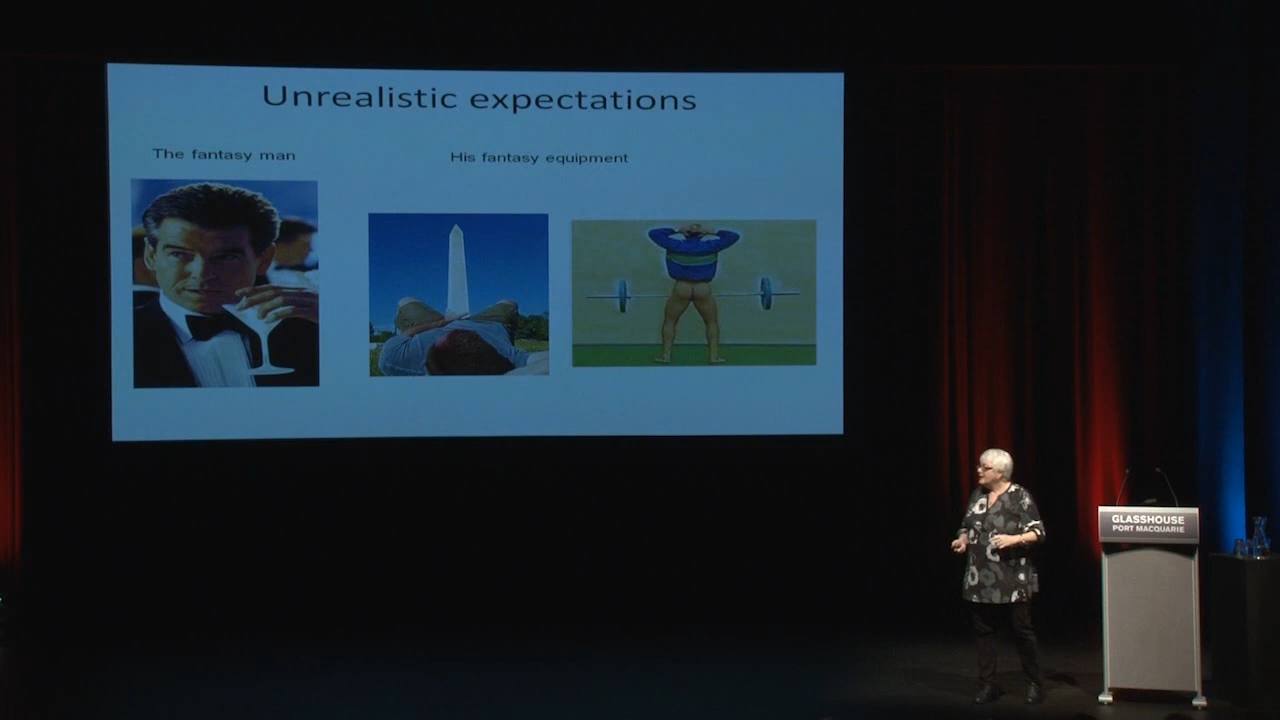 Unrealistic expectations
The fantasy man
His fantasy equipment
GLASSHOUSE
PORT MACQUARIE